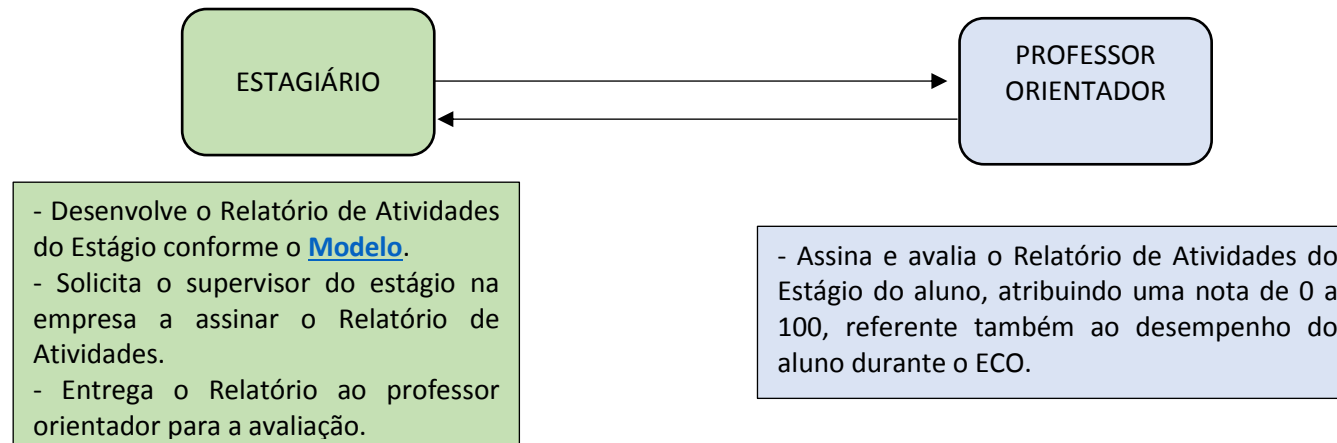 ESTAGIÁRIO
PROFESSOR
ORIENTADOR
- Desenvolve o Relatório de Atividades
do Estágio conforme o Modelo.
- Solicita o supervisor do estágio na
empresa a assinar o Relatório de
Atividades.
- Entrega o Relatório ao professor
orientador para a avaliação.
- Assina e avalia o Relatório de Atividades do
Estágio do aluno, atribuindo uma nota de 0 a
100, referente também ao desempenho do
aluno durante o ECO.